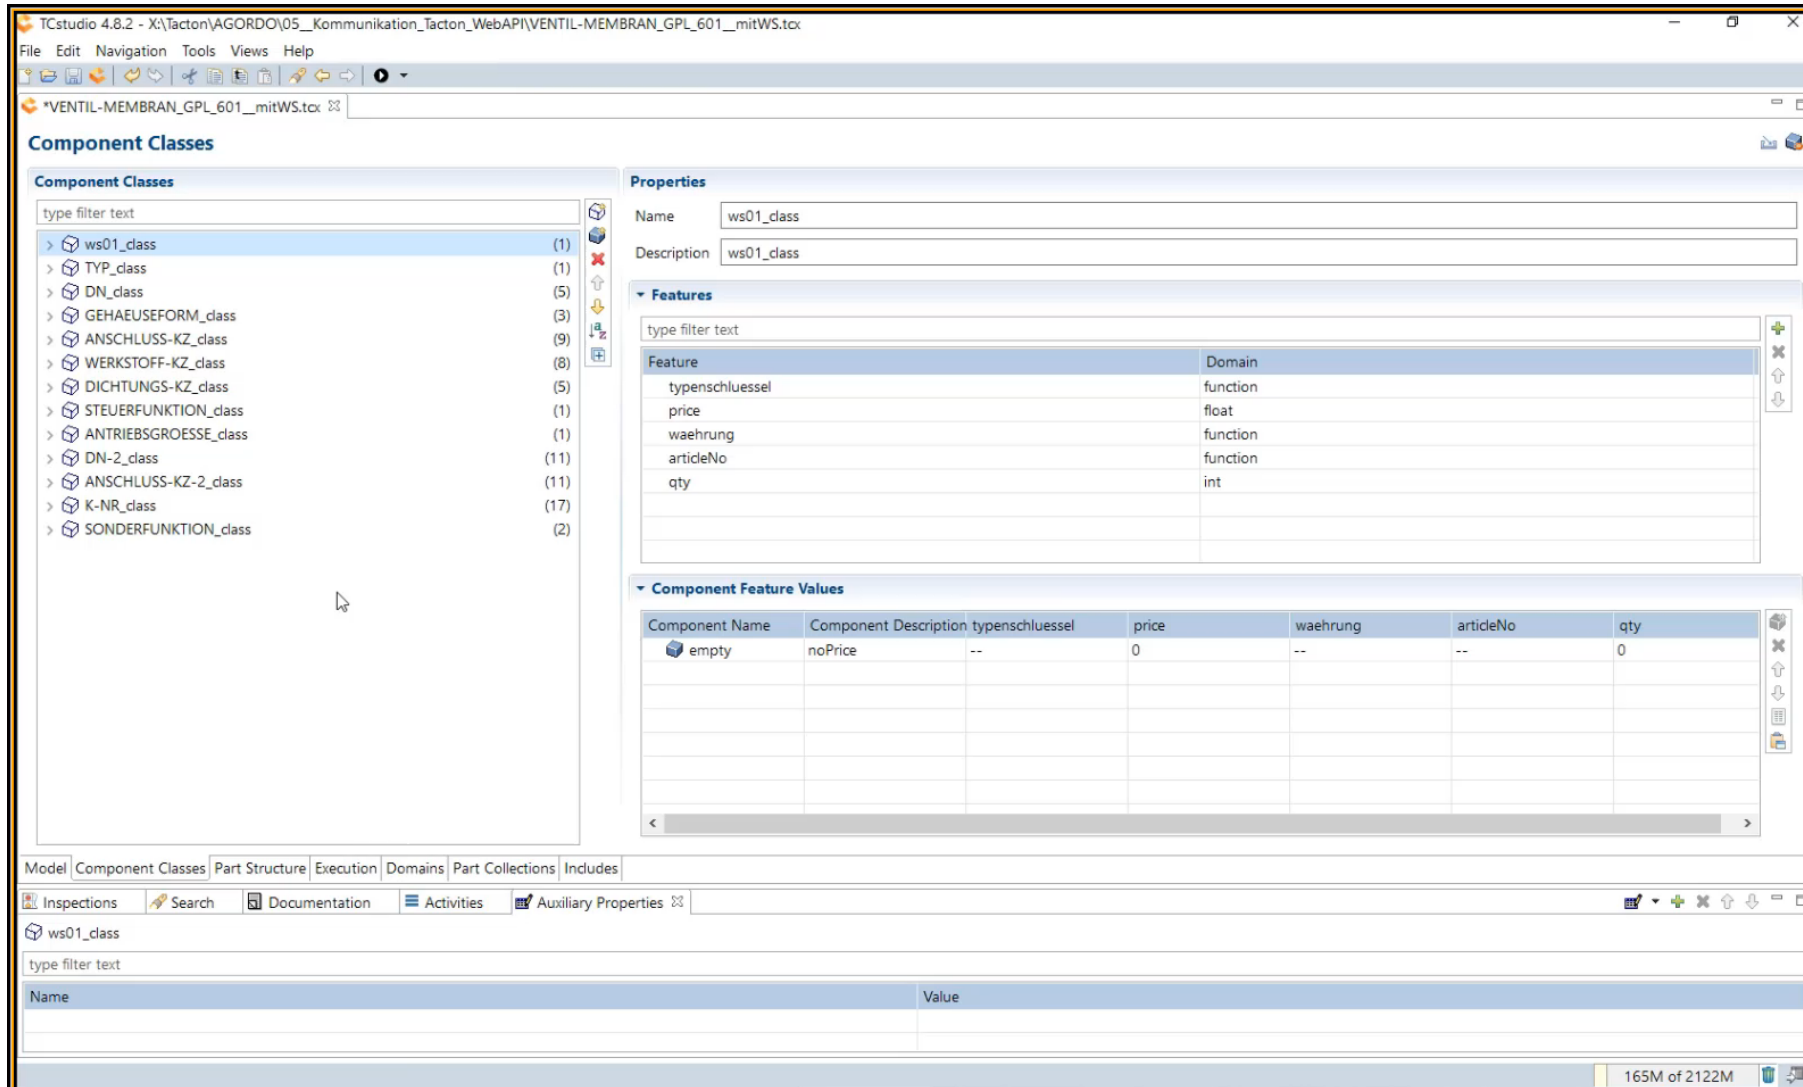 TCstudio 4.8.2 - X:\Tacton\AGORDO\05__Kommunikation_Tacton_WebAPI\VENTIL-MEMBRAN_GPL_601__mitWS.tcx
File Edit Navigation Tools Views Help
*VENTIL-MEMBRAN_GPL_601__mitWS.tcx
Component Classes
Component Classes
type filter text
ws01_class (1)
TYP_class (1)
DN_class (5)
GEHAEUSEFORM_class (3)
ANSCHLUSS-KZ_class (9)
WERKSTOFF-KZ_class (8)
DICHTUNGS-KZ_class (5)
STEUERFUNKTION_class (1)
ANTRIEBSGROESSE_class (1)
DN-2_class (11)
ANSCHLUSS-KZ-2_class (11)
K-NR_class (17)
SONDERFUNKTION_class (2)
Properties
Name ws01_class
Description ws01_class
Features
type filter text
Feature Domain
typenschluessel function
price float
waehrung function
articleNo function
qty int
Component Feature Values
Component Name Component Description typenschluessel price waehrung articleNo qty
empty noPrice -- 0 -- -- 0
Model Component Classes Part Structure Execution Domains Part Collections Includes
Inspections Search Documentation Activities Auxiliary Properties
ws01_class
type filter text
Name Value
165M of 2122M